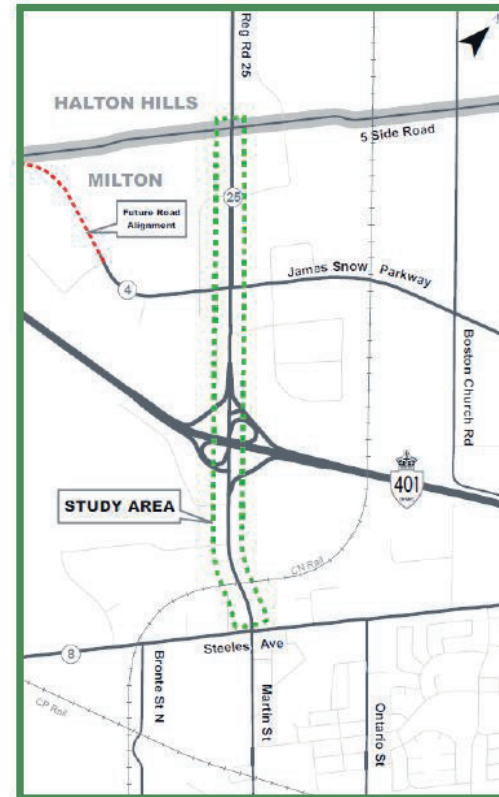 Reg Rd 25
HALTON HILLS
5 Side Road
MILTON
25
Future Road
Alignment
4
James Snow Parkway
Boston Church Rd
401
STUDY AREA
CN Rail
8
Steeles Ave
Bronte St N
Martin St
Ontario St
CP Rail